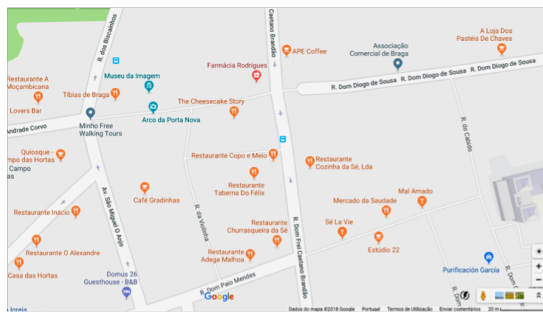 R. dos Biscainhos
Caetano Brandão
APE Coffee
A Loja Dos
Pastéis De Chaves
Associação
Comercial de Braga
Farmácia Rodrigues
Museu da Imagem
R. Dom Diogo de Sousa
R. Dom Diogo de Sousa
R. Dom Diogo de Sousa
Restaurante A
Moçambicana
Tíbias de Braga
The Cheesecake Story
Lovers Bar
Arco da Porta Nova
Minho Free
Walking Tours
Andrade Corvo
R. do Cabido
Quiosque -
mpo das Hortas
Campo
as
Restaurante Copo e Meio
Restaurante
Cozinha da Sé, Lda
Restaurante
Taberna Do Félix
Café Gradinhas
Av. São Miguel O Anjo
R. da Violinha
Mercado da Saudade
Mal Amado
Restaurante Inácio
Restaurante
Churrasqueira da Sé
R. Dom Frei Caetano Brandão
Sé La Vie
Estúdio 22
Restaurante O Alexandre
Restaurante
Adega Malhoa
Purificación García
Casa das Hortas
Domus 26
Guesthouse - B&B
R. Dom Paio Mendes
Google
Igreja
Dados do mapa ©2018 Google
Portugal
Termos de Utilização
Enviar comentários
20 m